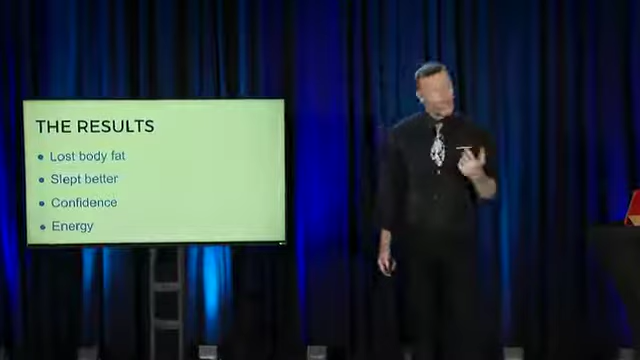 THE RESULTS
Lost body fat
Slept better
Confidence
Energy